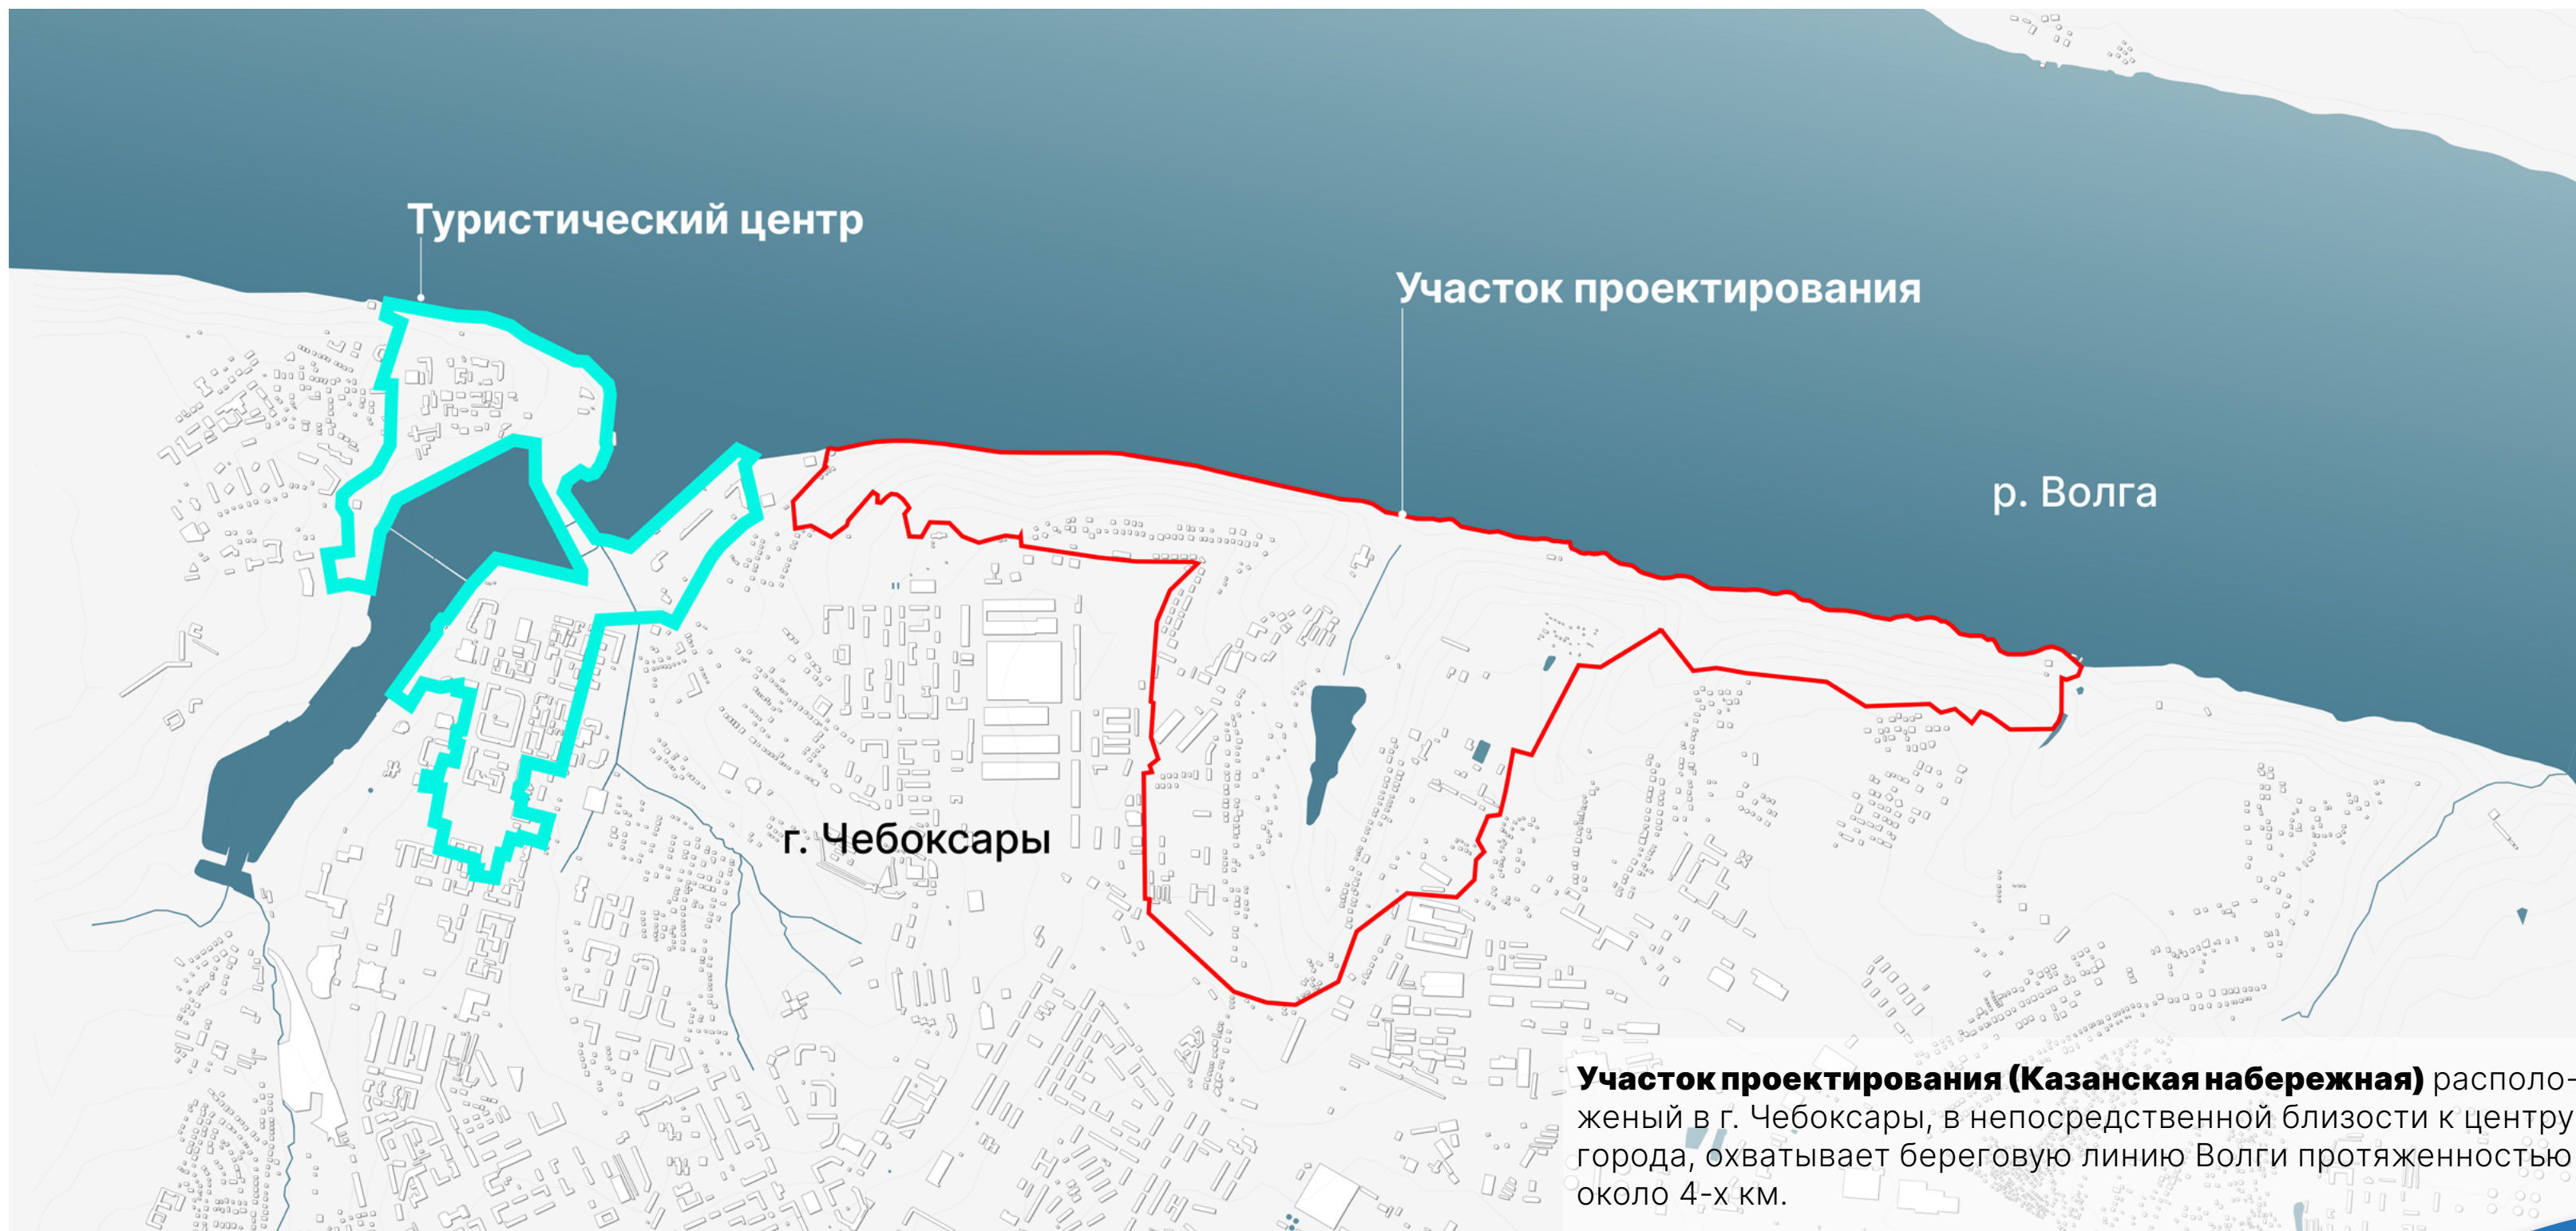 Туристический центр
Участок проектирования
р. Волга
г. Чебоксары
Участок проектирования (Казанская набережная) располо-
женый в г. Чебоксары, в непосредственной близости к центру
города, охватывает береговую линию Волги протяженностью
около 4-х км.